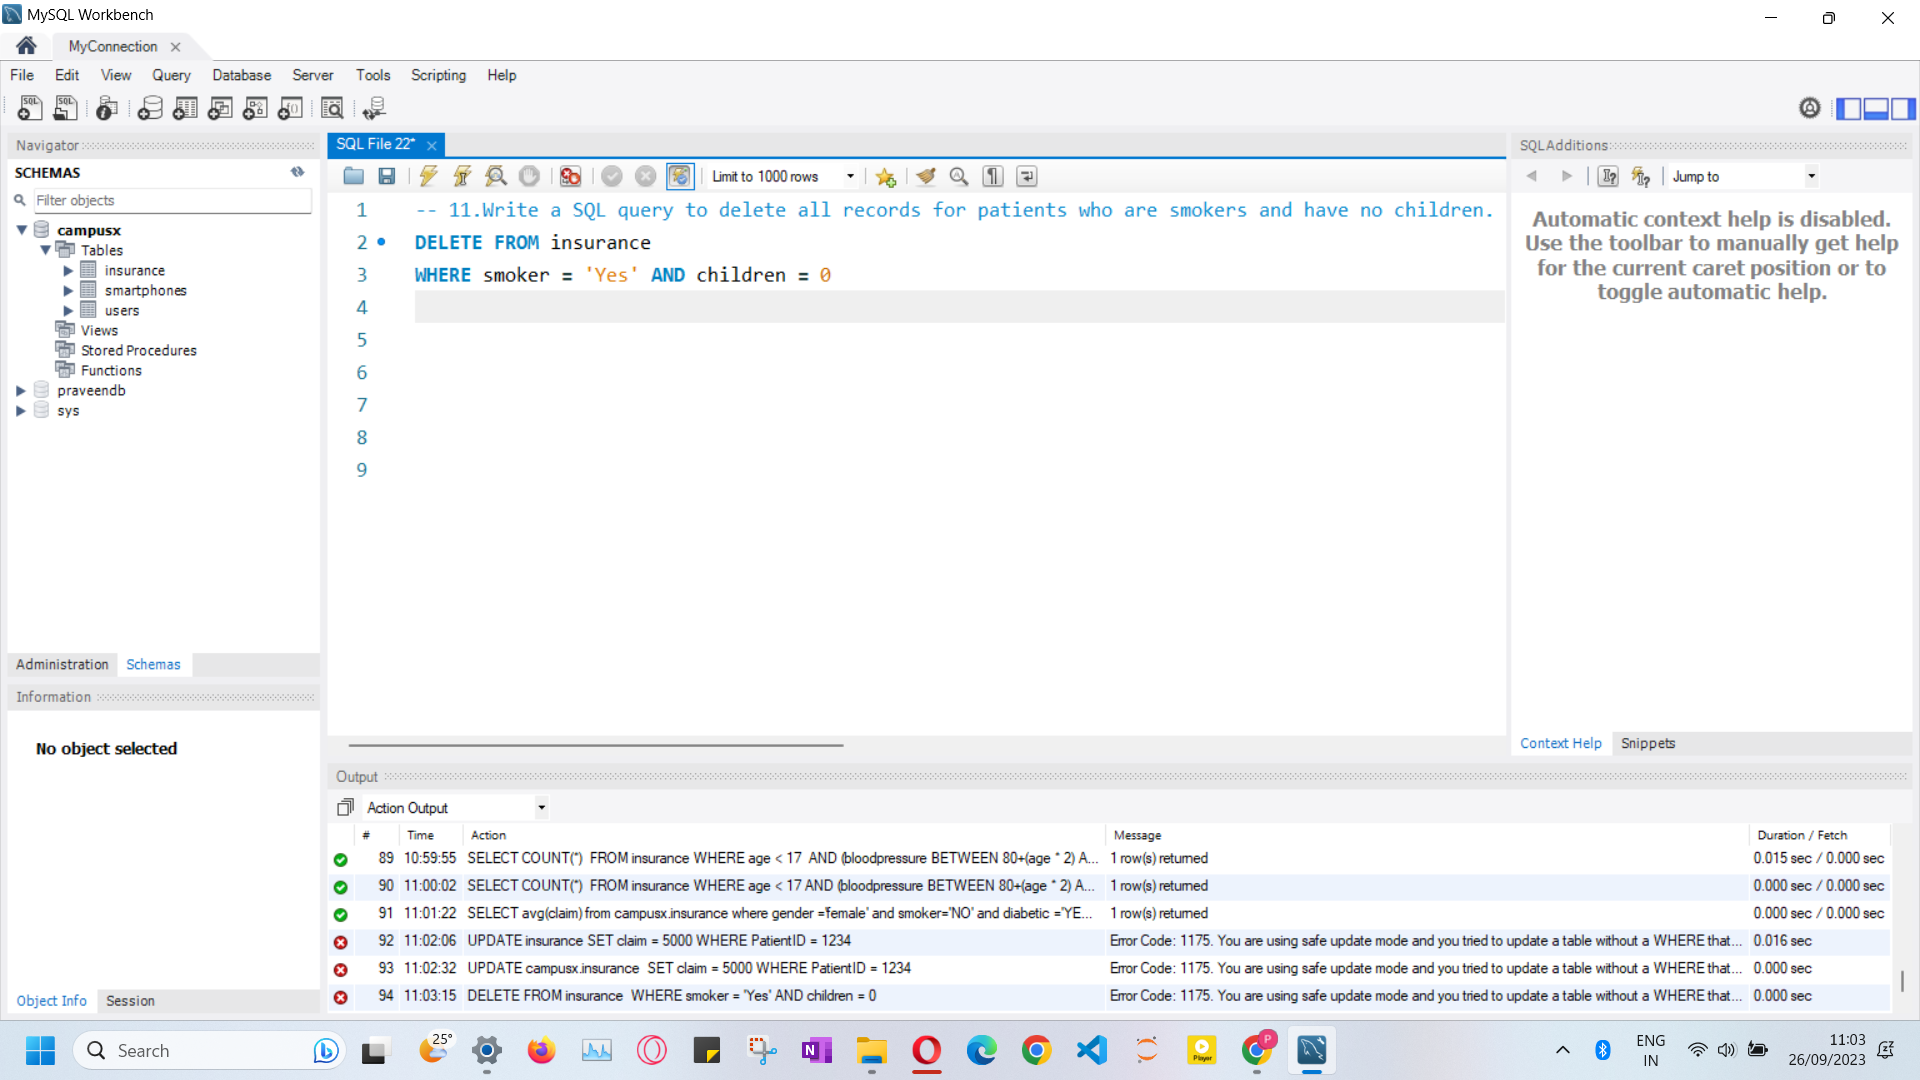 MySQL Workbench
MyConnection
File Edit View Query Database Server Tools Scripting Help
Navigator
SCHEMAS
Filter objects
campusx
Tables
insurance
smartphones
users
Views
Stored Procedures
Functions
praveendb
sys
Administration Schemas
Information
No object selected
Object Info Session
SQL File 22*
Limit to 1000 rows
1 -- 11.Write a SQL query to delete all records for patients who are smokers and have no children.
2 DELETE FROM insurance
3 WHERE smoker = 'Yes' AND children = 0
4
5
6
7
8
9
SQLAdditions
Jump to
Automatic context help is disabled.
Use the toolbar to manually get help
for the current caret position or to
toggle automatic help.
Context Help Snippets
Output
Action Output
# Time Action Message Duration / Fetch
89 10:59:55 SELECT COUNT(*) FROM insurance WHERE age < 17 AND (bloodpressure BETWEEN 80+(age * 2) A... 1 row(s) returned 0.015 sec / 0.000 sec
90 11:00:02 SELECT COUNT(*) FROM insurance WHERE age < 17 AND (bloodpressure BETWEEN 80+(age * 2) A... 1 row(s) returned 0.000 sec / 0.000 sec
91 11:01:22 SELECT avg(claim) from campusx.insurance where gender ='female' and smoker='NO' and diabetic ='YE... 1 row(s) returned 0.000 sec / 0.000 sec
92 11:02:06 UPDATE insurance SET claim = 5000 WHERE PatientID = 1234 Error Code: 1175. You are using safe update mode and you tried to update a table without a WHERE that... 0.016 sec
93 11:02:32 UPDATE campusx.insurance SET claim = 5000 WHERE PatientID = 1234 Error Code: 1175. You are using safe update mode and you tried to update a table without a WHERE that... 0.000 sec
94 11:03:15 DELETE FROM insurance WHERE smoker = 'Yes' AND children = 0 Error Code: 1175. You are using safe update mode and you tried to update a table without a WHERE that... 0.000 sec
Search
25°
Player
P
ENG
IN
11:03
26/09/2023